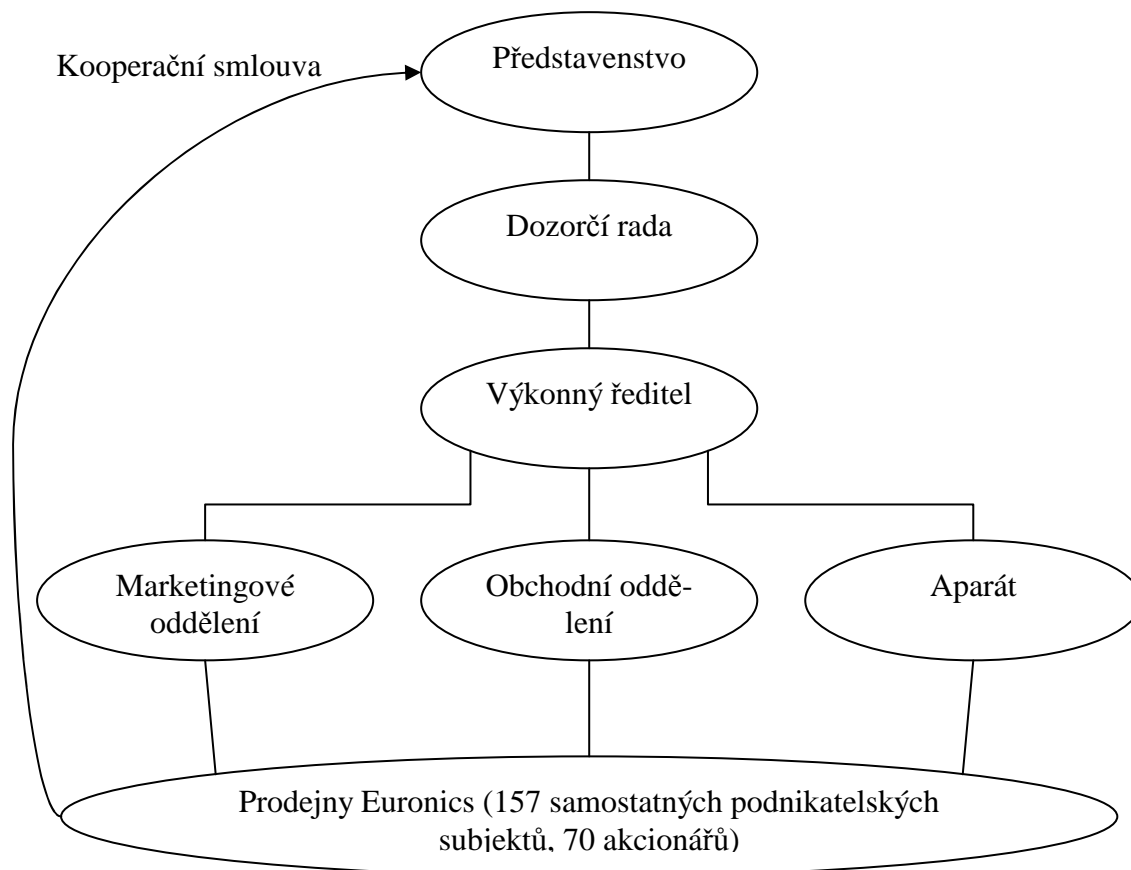 Kooperační smlouva
Představenstvo
Dozorčí rada
Výkonný ředitel
Marketingové
oddělení
Obchodní oddě-
lení
Aparát
Prodejny Euronics (157 samostatných podnikatelských
subjektů, 70 akcionářů)